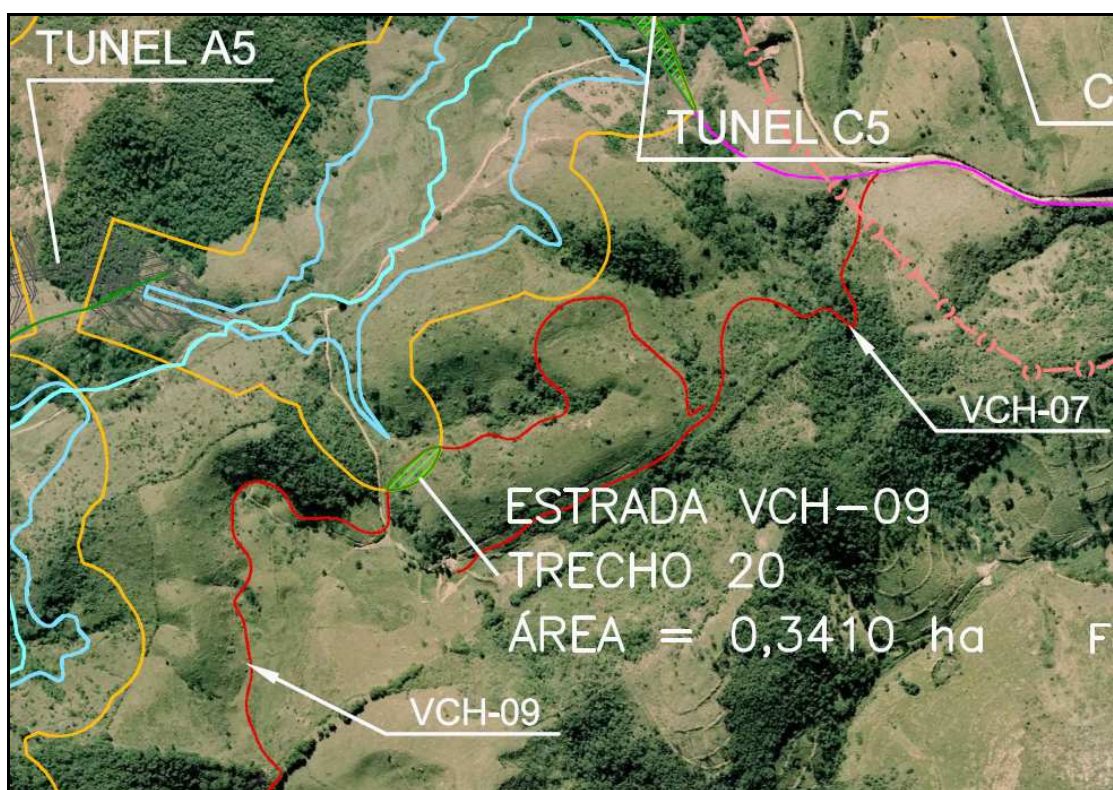 TUNEL A5
C
TUNEL C5
VCH-07
ESTRADA VCH-09
TRECHO 20
ÁREA = 0,3410 ha
F
VCH-09